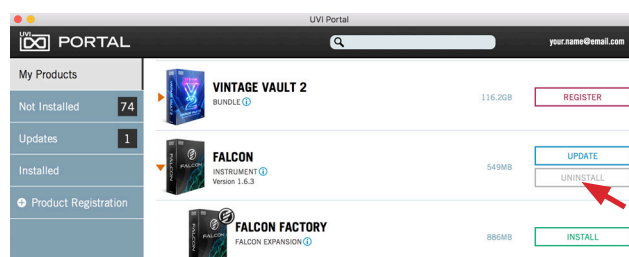 UVI Portal
UVI PORTAL
your.name@email.com
My Products
Not Installed 74
Updates 1
Installed
Product Registration
VINTAGE VAULT 2
BUNDLE
116.2GB
REGISTER
FALCON
INSTRUMENT
Version 1.6.3
549MB
UPDATE
UNINSTALL
FALCON FACTORY
FALCON EXPANSION
886MB
INSTALL